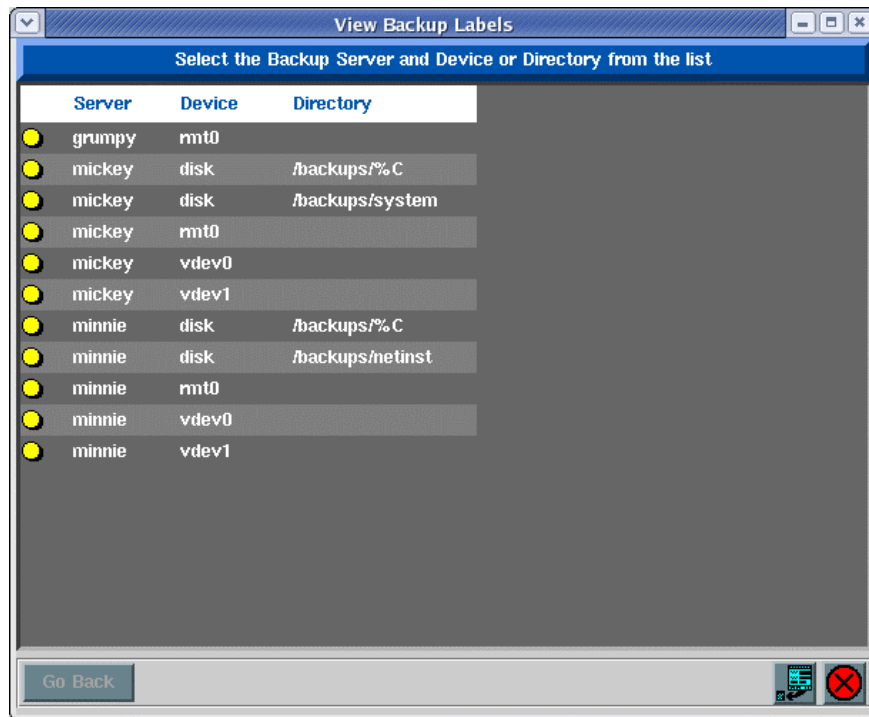 View Backup Labels
Select the Backup Server and Device or Directory from the list
Server Device Directory
grumpy rmt0
mickey disk /backups/%C
mickey disk /backups/system
mickey rmt0
mickey vdev0
mickey vdev1
minnie disk /backups/%C
minnie disk /backups/netinst
minnie rmt0
minnie vdev0
minnie vdev1
Go Back